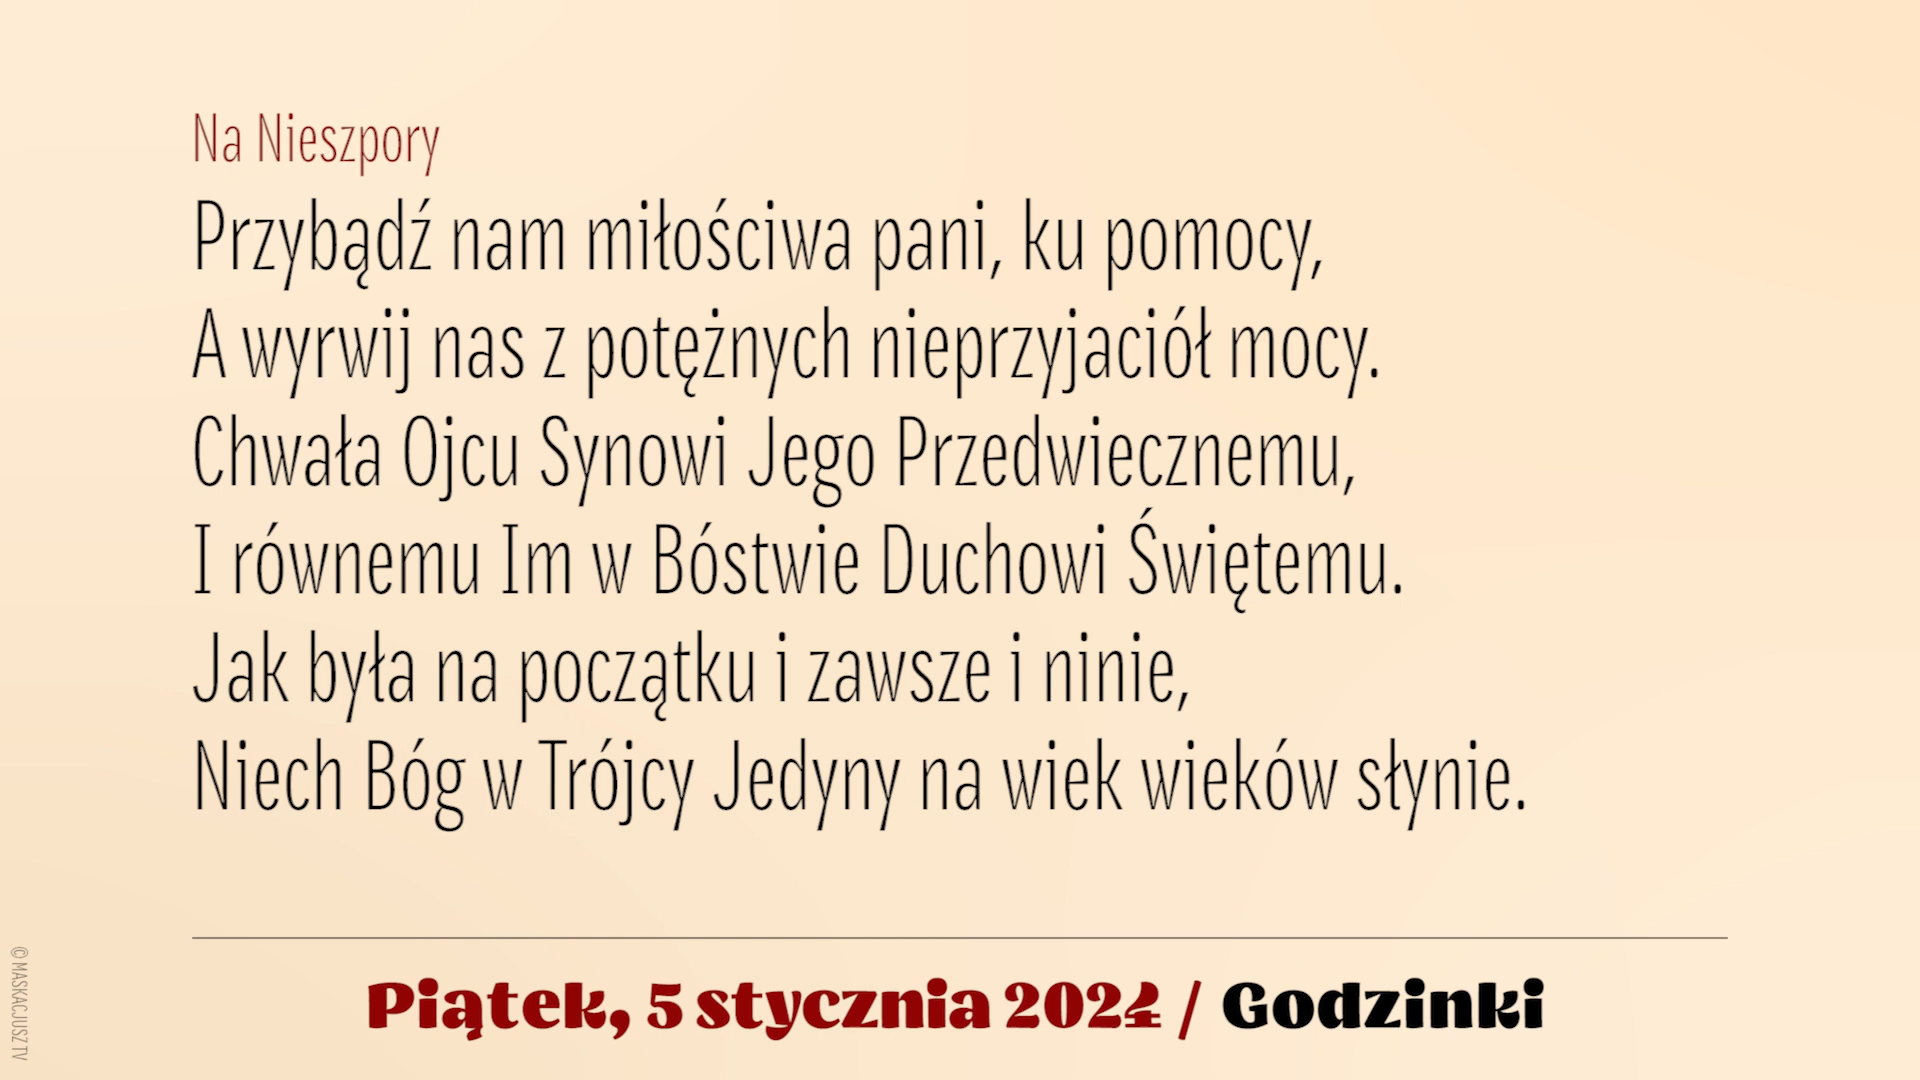 Na Nieszpory
Przybądź nam miłościwa pani, ku pomocy,
A wyrwij nas z potężnych nieprzyjaciół mocy.
Chwała Ojcu Synowi Jego Przedwiecznemu,
I równemu Im w Bóstwie Duchowi Świętemu.
Jak była na początku i zawsze i ninie,
Niech Bóg w Trójcy Jedyny na wiek wieków słynie.
Piątek, 5 stycznia 2024 / Godzinki
© MASKACJUSZ TV